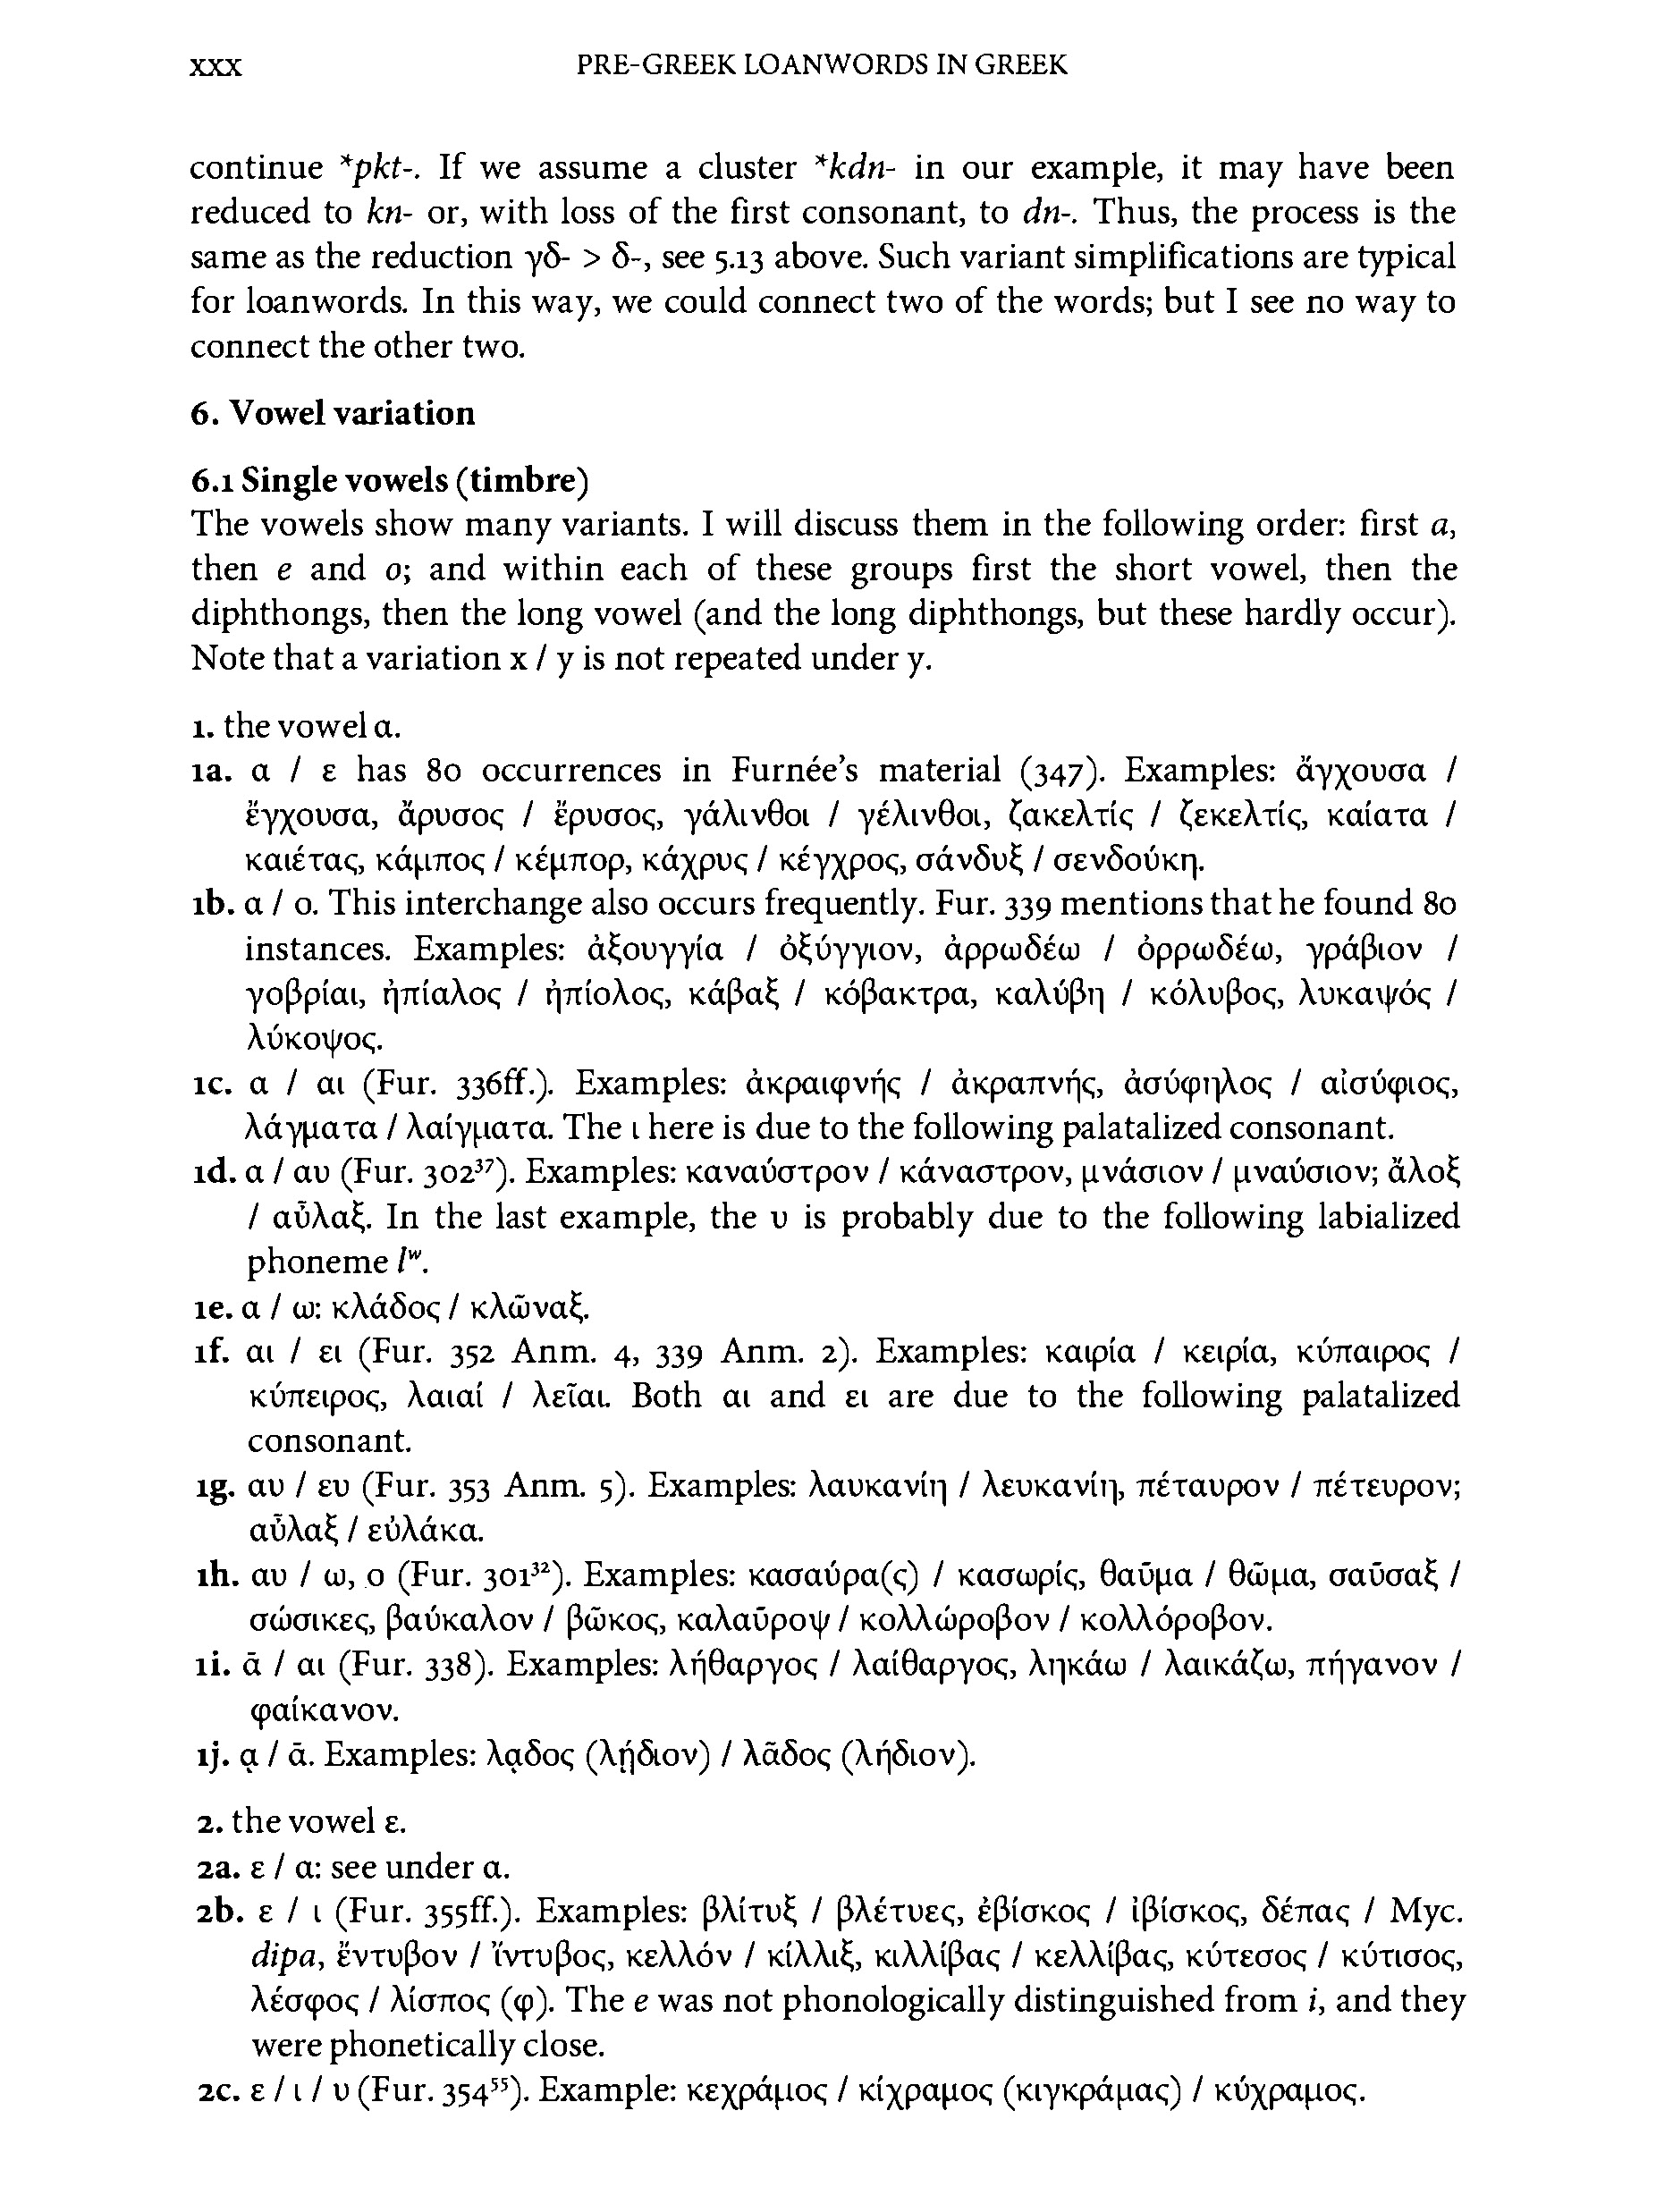 xxx PRE-GREEK LOANWORDS IN GREEK
continue *pkt-. If we assume a cluster *kdn- in our example, it may have been
reduced to kn- or, with loss of the first consonant, to dn-. Thus, the process is the
same as the reduction γδ- > δ-, see 5.13 above. Such variant simplifications are typical
for loanwords. In this way, we could connect two of the words; but I see no way to
connect the other two.
6. Vowel variation
6.1 Single vowels (timbre)
The vowels show many variants. I will discuss them in the following order: first a,
then e and o; and within each of these groups first the short vowel, then the
diphthongs, then the long vowel (and the long diphthongs, but these hardly occur).
Note that a variation x / y is not repeated under y.
1. the vowel α.
1a. α / ε has 80 occurrences in Furnée’s material (347). Examples: ἄγχουσα /
ἔγχουσα, ἄρυσος / ἔρυσος, γάλινθοι / γέλινθοι, ζακελτίς / ζεκελτίς, καίατα /
καιέτας, κάμπος / κέμπορ, κάχρυς / κέγχρος, σάνδυξ / σενδούκη.
1b. α / ο. This interchange also occurs frequently. Fur. 339 mentions that he found 80
instances. Examples: ἀξουγγία / ὀξύγγιον, ἀρρωδέω / ὀρρωδέω, γράβιον /
γοβρίαι, ἠπίαλος / ἠπίολος, κάβαξ / κόβακτρα, καλύβη / κόλυβος, λυκαψός /
λύκοψος.
1c. α / αι (Fur. 336ff.). Examples: ἀκραιφνής / ἀκραπνής, ἀσύφηλος / αἰσύφιος,
λάγματα / λαίγματα. The ι here is due to the following palatalized consonant.
1d. α / αυ (Fur. 302³⁷). Examples: καναύστρον / κάναστρον, μνάσιον / μναύσιον; ἄλοξ
/ αὖλαξ. In the last example, the υ is probably due to the following labialized
phoneme lʷ.
1e. α / ω: κλάδος / κλῶναξ.
1f. αι / ει (Fur. 352 Anm. 4, 339 Anm. 2). Examples: καιρία / κειρία, κύπαιρος /
κύπειρος, λαιαί / λεῖαι. Both αι and ει are due to the following palatalized
consonant.
1g. αυ / ευ (Fur. 353 Anm. 5). Examples: λαυκανίη / λευκανίη, πέταυρον / πέτευρον;
αὖλαξ / εὐλάκα.
1h. αυ / ω, ο (Fur. 301³²). Examples: κασαύρα(ς) / κασωρίς, θαῦμα / θῶμα, σαῦσαξ /
σώσικες, βαύκαλον / βῶκος, καλαῦροψ / κολλώροβον / κολλόροβον.
1i. ᾱ / αι (Fur. 338). Examples: λήθαργος / λαίθαργος, ληκάω / λαικάζω, πήγανον /
φαίκανον.
1j. ᾳ / ᾱ. Examples: λᾳδος (λῄδιον) / λᾶδος (λήδιον).
2. the vowel ε.
2a. ε / α: see under α.
2b. ε / ι (Fur. 355ff.). Examples: βλίτυξ / βλέτυες, ἐβίσκος / ἰβίσκος, δέπας / Myc.
dipa, ἔντυβον / ἴντυβος, κελλόν / κίλλιξ, κιλλίβας / κελλίβας, κύτεσος / κύτισος,
λέσφος / λίσπος (φ). The e was not phonologically distinguished from i, and they
were phonetically close.
2c. ε / ι / υ (Fur. 354⁵⁵). Example: κεχράμος / κίχραμος (κιγκράμας) / κύχραμος.